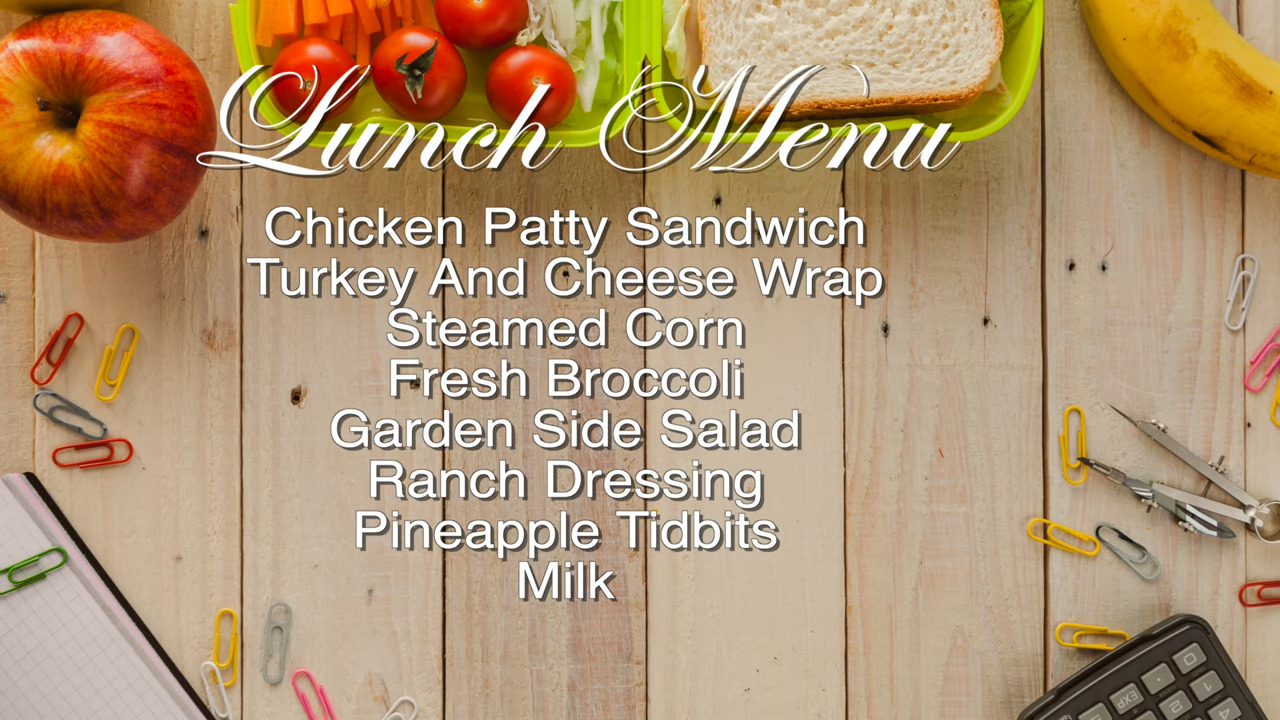 Lunch Menu
Chicken Patty Sandwich
Turkey And Cheese Wrap
Steamed Corn
Fresh Broccoli
Garden Side Salad
Ranch Dressing
Pineapple Tidbits
Milk
EXP